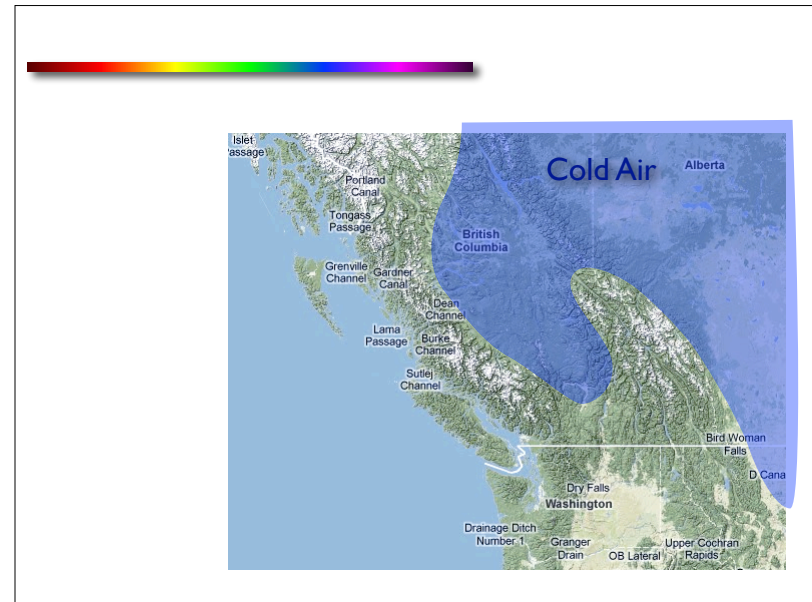 Islet
Passage
Cold Air
Alberta
Portland
Canal
Tongass
Passage
British
Columbia
Grenville
Channel
Gardner
Canal
Dean
Channel
Lama
Passage
Burke
Channel
Sutlej
Channel
Bird Woman
Falls
D Cana
Dry Falls
Washington
Drainage Ditch
Number 1
Granger
Drain
OB Lateral
Upper Cochran
Rapids